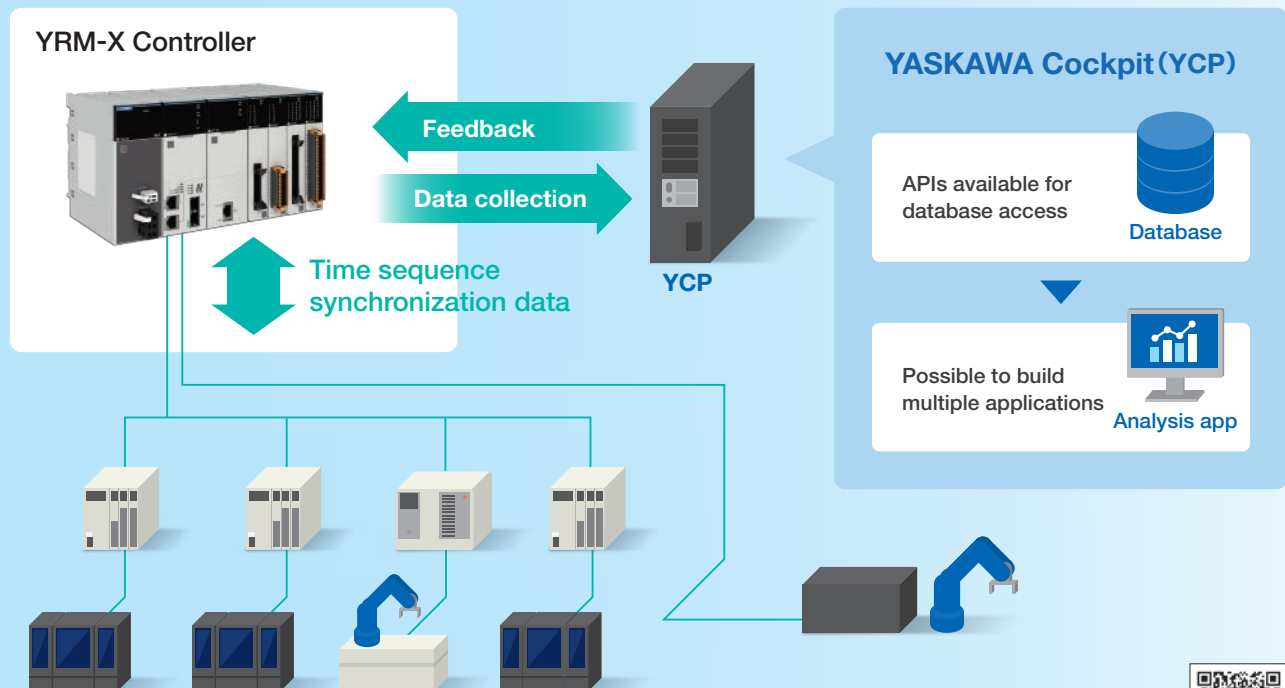 YRM-X Controller
Feedback
Data collection
Time sequence
synchronization data
YCP
YASKAWA Cockpit (YCP)
APIs available for
database access
Database
Possible to build
multiple applications
Analysis app